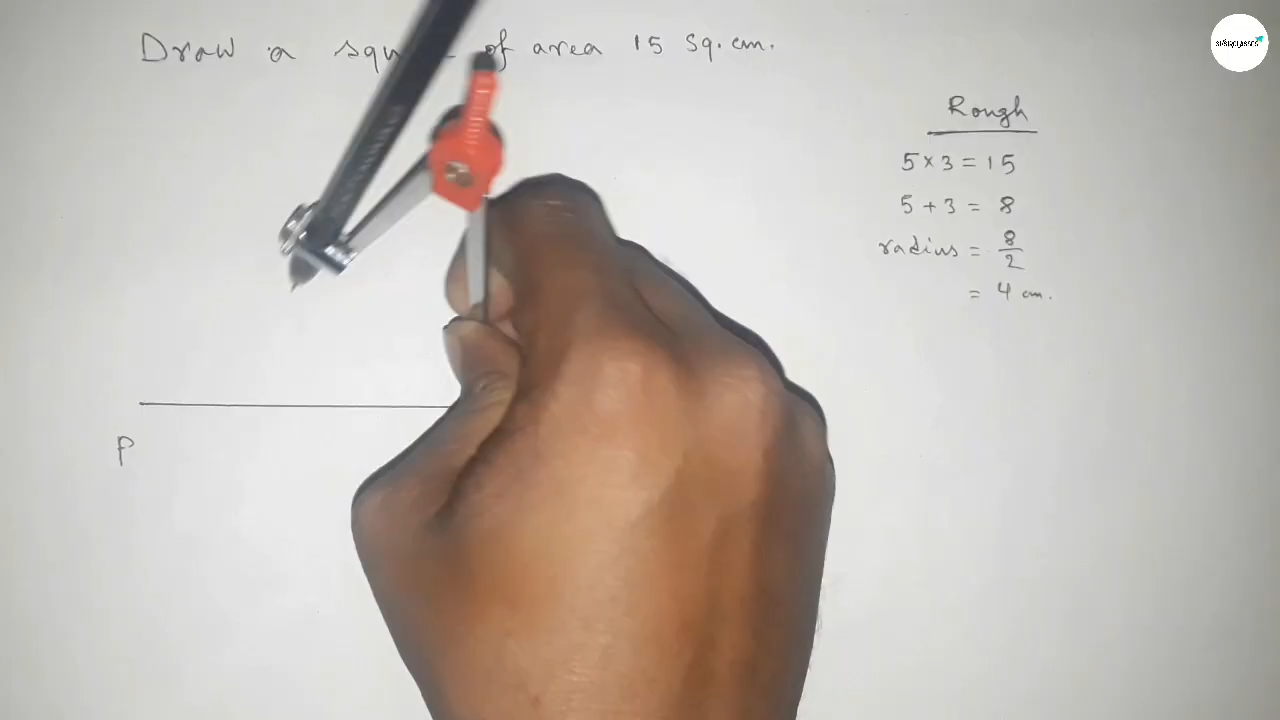 Draw a of area 15 sq. cm.
Rough
5 × 3 = 15
5 + 3 = 8
radius = 8/2
= 4 cm.
P